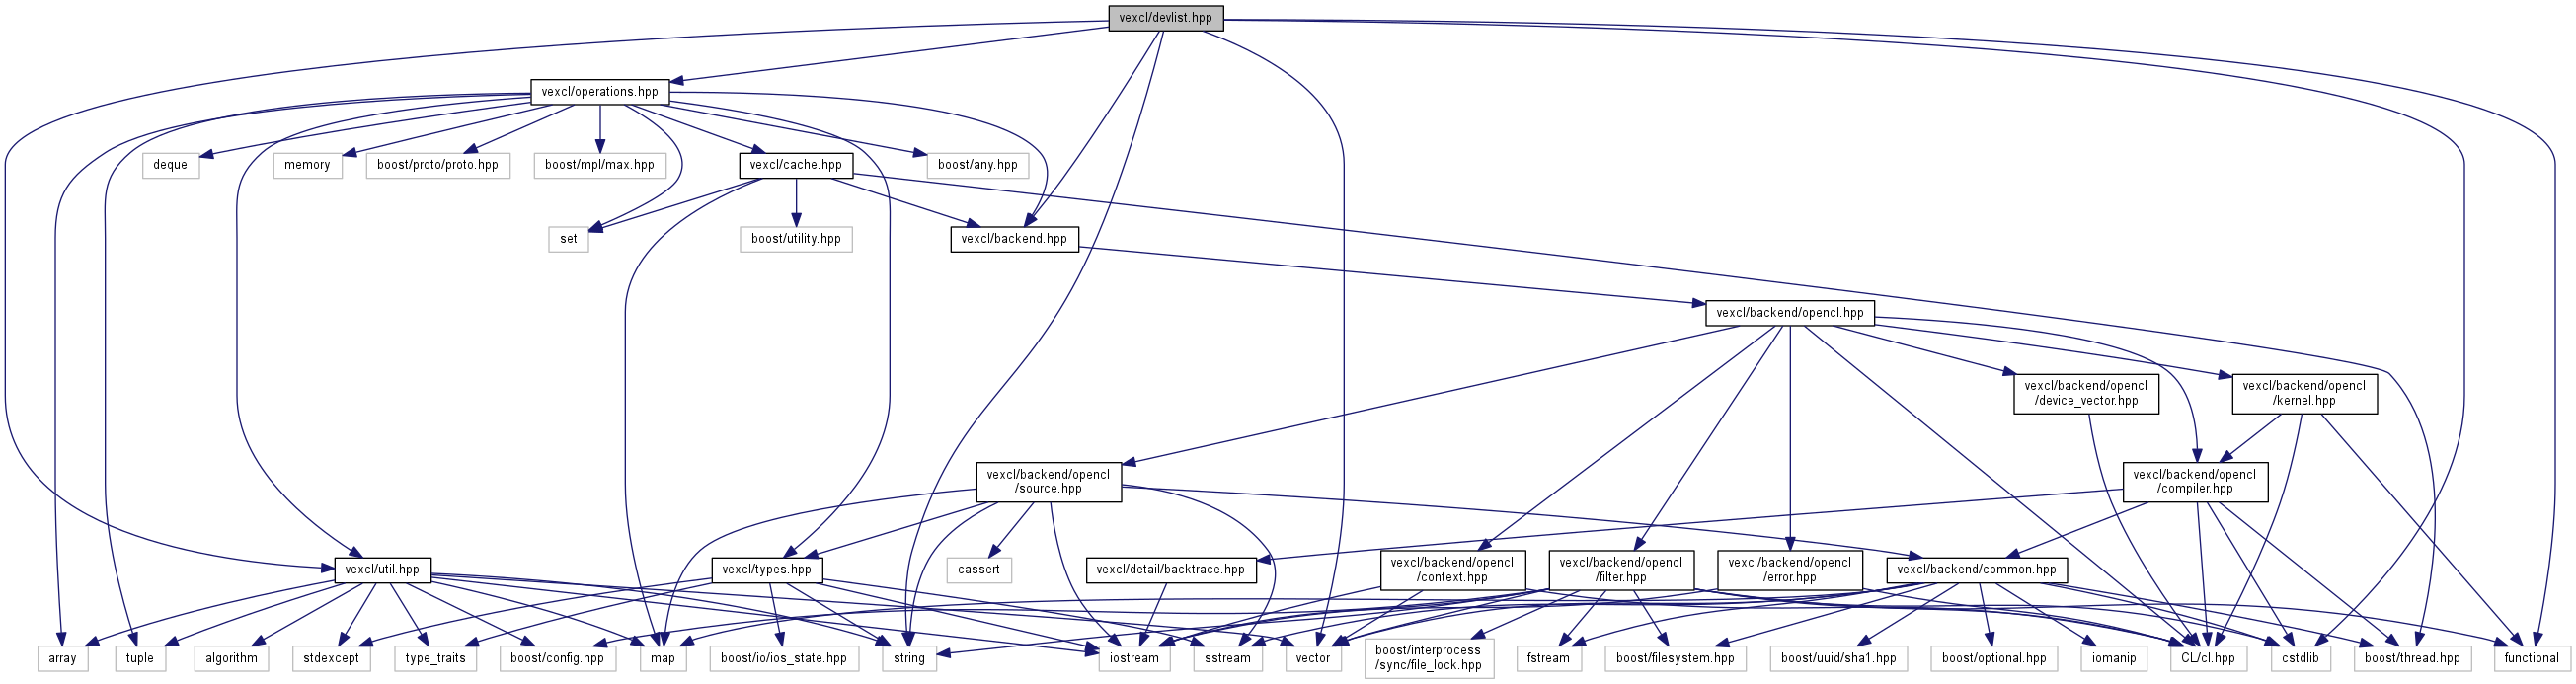 vexcl/devlist.hpp
vexcl/operations.hpp
deque
memory
boost/proto/proto.hpp
boost/mpl/max.hpp
vexcl/cache.hpp
boost/any.hpp
set
boost/utility.hpp
vexcl/backend.hpp
vexcl/backend/opencl.hpp
vexcl/backend/opencl
/device_vector.hpp
vexcl/backend/opencl
/kernel.hpp
vexcl/backend/opencl
/source.hpp
vexcl/backend/opencl
/compiler.hpp
vexcl/util.hpp
vexcl/types.hpp
cassert
vexcl/detail/backtrace.hpp
vexcl/backend/opencl
/context.hpp
vexcl/backend/opencl
/filter.hpp
vexcl/backend/opencl
/error.hpp
vexcl/backend/common.hpp
array
tuple
algorithm
stdexcept
type_traits
boost/config.hpp
map
boost/io/ios_state.hpp
string
iostream
sstream
vector
boost/interprocess
/sync/file_lock.hpp
fstream
boost/filesystem.hpp
boost/uuid/sha1.hpp
boost/optional.hpp
iomanip
CL/cl.hpp
cstdlib
boost/thread.hpp
functional